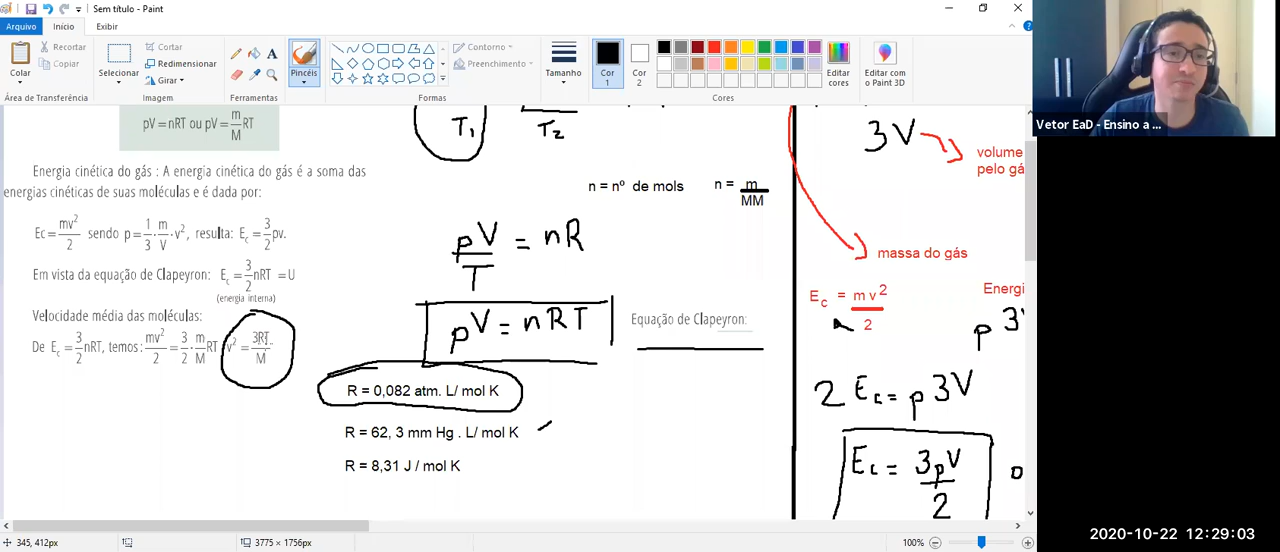 Sem título - Paint
Arquivo Início Exibir
Colar
Recortar
Copiar
Área de Transferência
Selecionar
Cortar
Redimensionar
Girar
Imagem
Ferramentas
Pincéis
Contorno
Preenchimento
Formas
Tamanho
Cor 1
Cor 2
Editar cores
Editar com o Paint 3D
Cores
Vetor EaD - Ensino a ...
pV = nRT ou pV = m/M RT
Energia cinética do gás : A energia cinética do gás é a soma das
energias cinéticas de suas moléculas e é dada por:
Ec = mv²/2 sendo p = 1/3 · m/V · v², resulta: Ec = 3/2 pv.
Em vista da equação de Clapeyron: Ec = 3/2 nRT = U
(energia interna)
Velocidade média das moléculas:
De Ec = 3/2 nRT, temos: mv²/2 = 3/2 · m/M RT v² = 3RT/M
T₁ T₂
n = nº de mols n = m/MM
pV/T = nR
pV = nRT
Equação de Clapeyron:
R = 0,082 atm. L/ mol K
R = 62, 3 mm Hg . L/ mol K
R = 8,31 J / mol K
3V
volume
pelo gá
massa do gás
Ec = m v²/2
Energi
p 3
2 Ec = p 3V
Ec = 3pV/2
345, 412px
3775 × 1756px
100%
2020-10-22 12:29:03